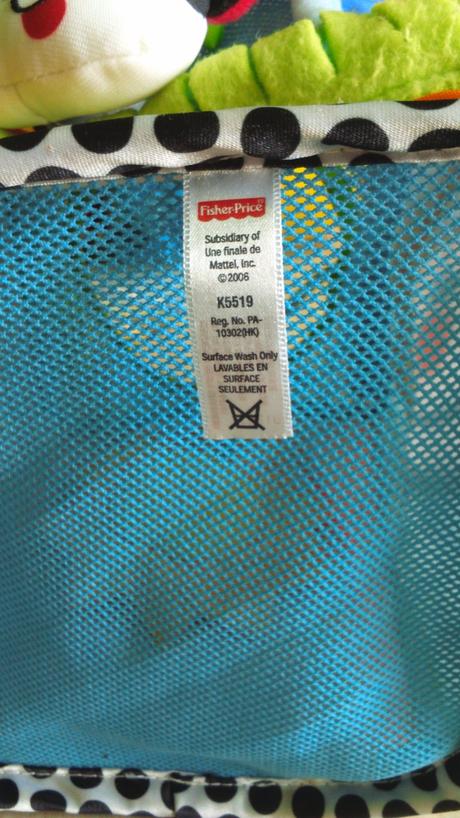 Fisher-Price
Subsidiary of
Une finale de
Mattel, Inc.
©2006
K5519
Reg. No. PA-
10302(HK)
Surface Wash Only
LAVABLES EN
SURFACE
SEULEMENT